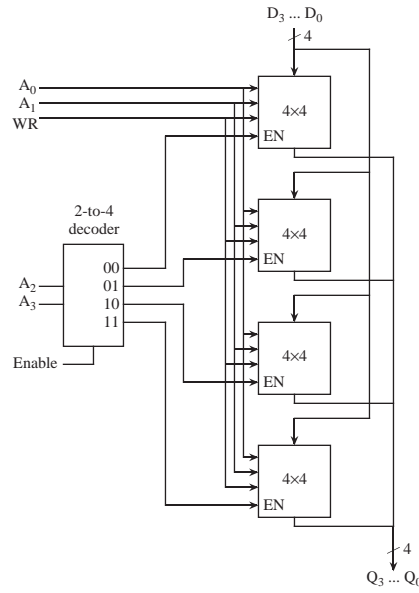 D3 ... D0
4
A0
A1
WR
4×4
EN
2-to-4
decoder
4×4
EN
00
01
10
11
A2
A3
Enable
4×4
EN
4×4
EN
4
Q3 ... Q0